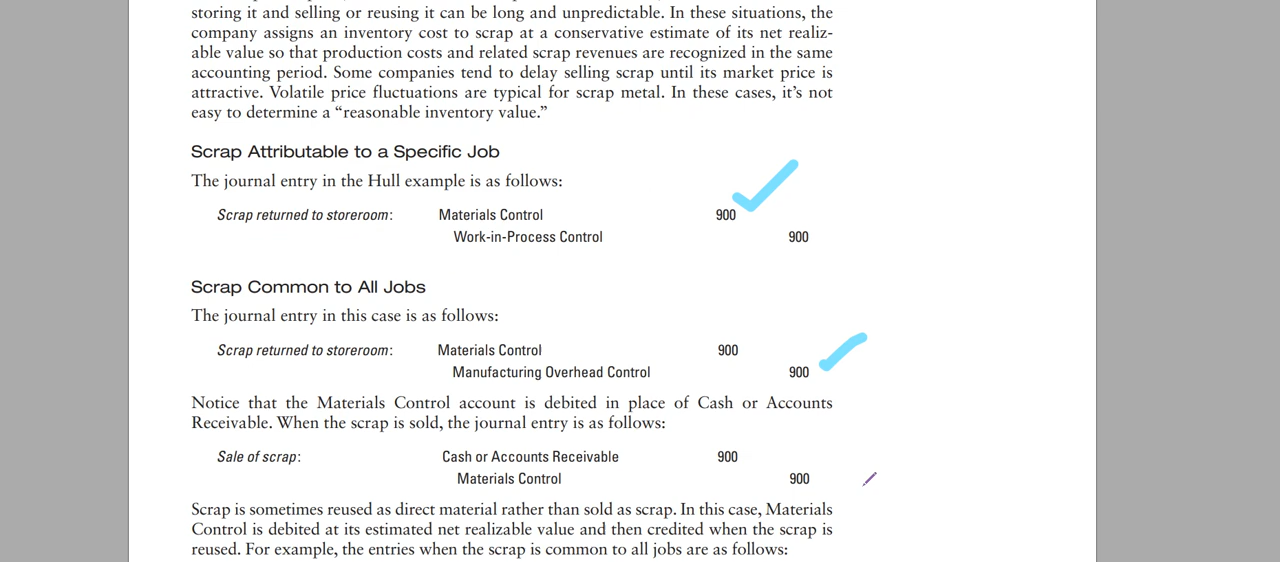 storing it and selling or reusing it can be long and unpredictable. In these situations, the
company assigns an inventory cost to scrap at a conservative estimate of its net realiz-
able value so that production costs and related scrap revenues are recognized in the same
accounting period. Some companies tend to delay selling scrap until its market price is
attractive. Volatile price fluctuations are typical for scrap metal. In these cases, it’s not
easy to determine a “reasonable inventory value.”
Scrap Attributable to a Specific Job
The journal entry in the Hull example is as follows:
Scrap returned to storeroom: Materials Control 900
Work-in-Process Control 900
Scrap Common to All Jobs
The journal entry in this case is as follows:
Scrap returned to storeroom: Materials Control 900
Manufacturing Overhead Control 900
Notice that the Materials Control account is debited in place of Cash or Accounts
Receivable. When the scrap is sold, the journal entry is as follows:
Sale of scrap: Cash or Accounts Receivable 900
Materials Control 900
Scrap is sometimes reused as direct material rather than sold as scrap. In this case, Materials
Control is debited at its estimated net realizable value and then credited when the scrap is
reused. For example, the entries when the scrap is common to all jobs are as follows: